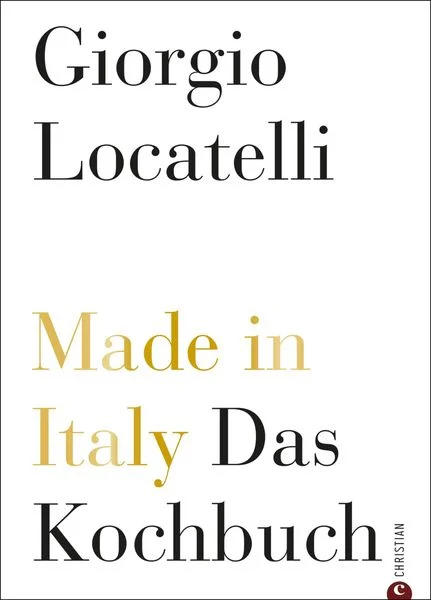 Giorgio
Locatelli
Made in
Italy Das
Kochbuch
C CHRISTIAN